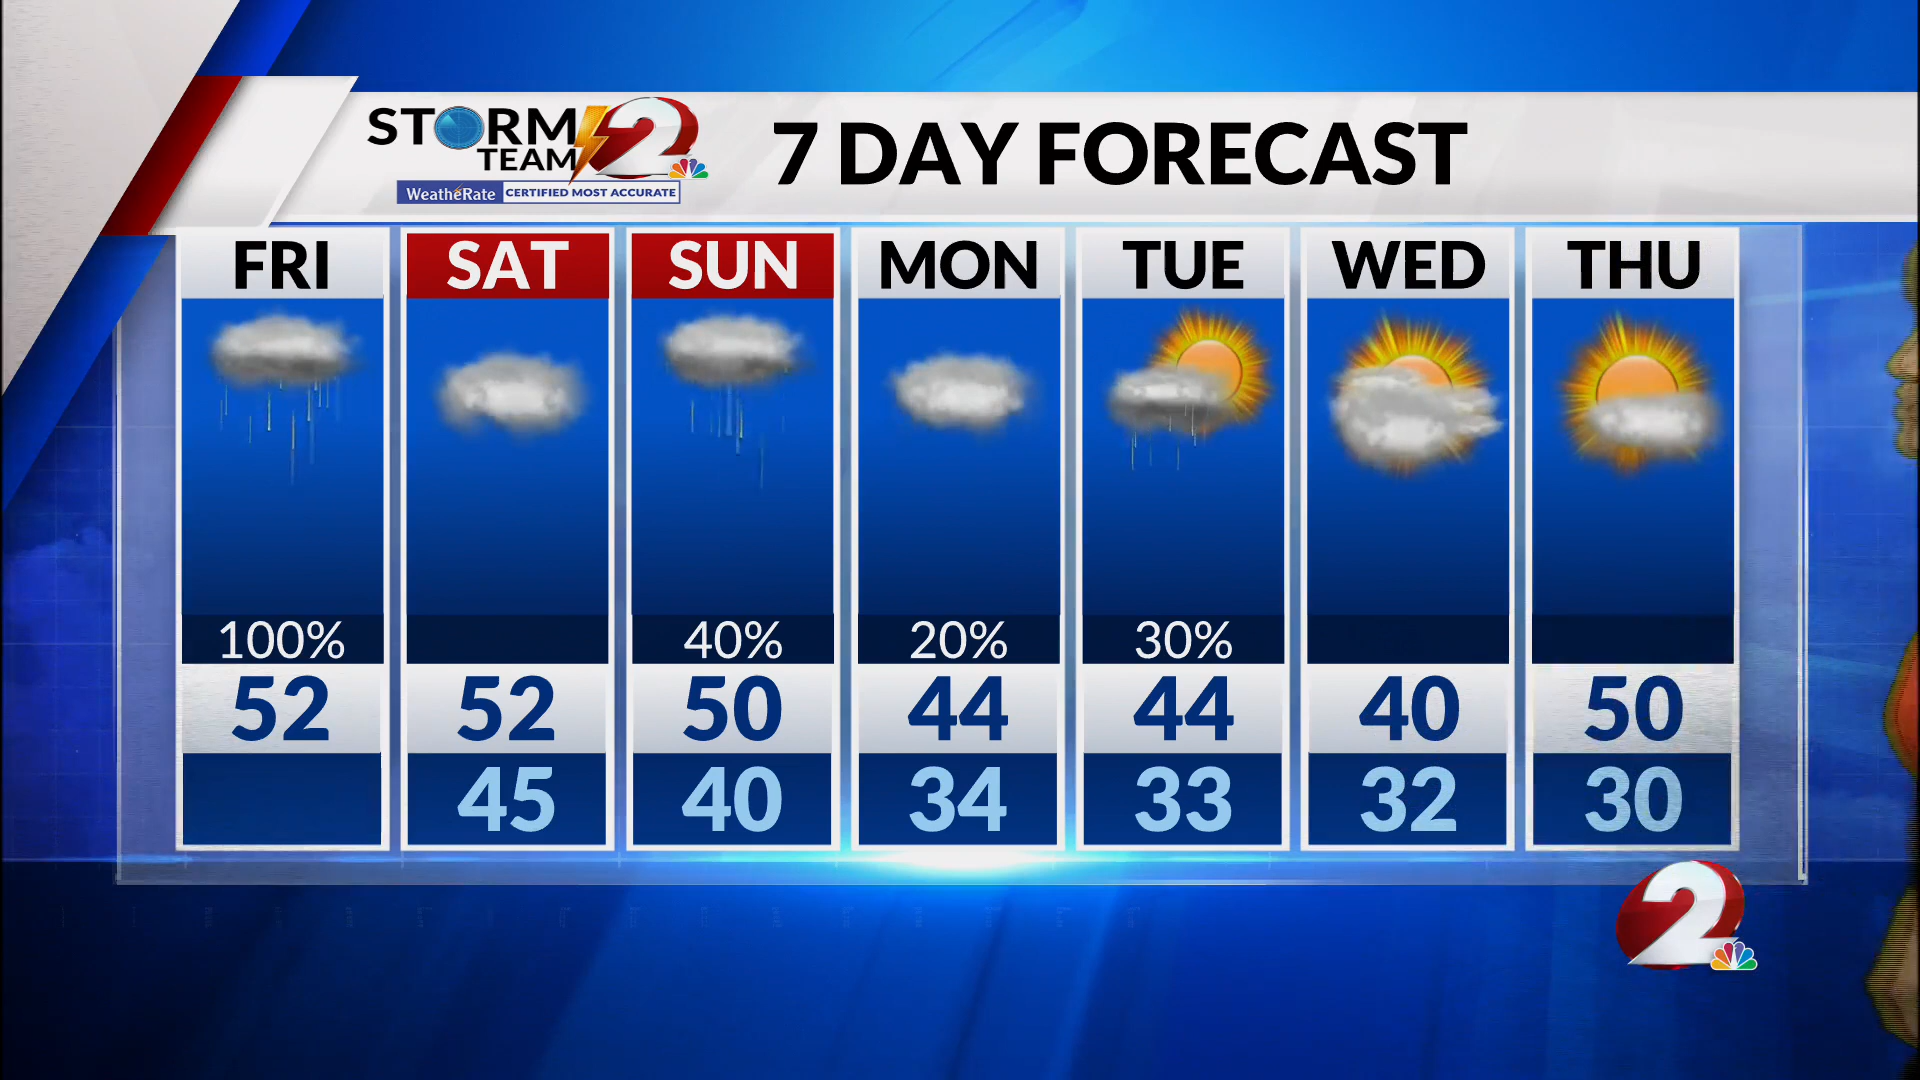 STORM
TEAM
2
WeatheRate CERTIFIED MOST ACCURATE
7 DAY FORECAST
FRI SAT SUN MON TUE WED THU
100% 40% 20% 30%
52 52 50 44 44 40 50
45 40 34 33 32 30
2